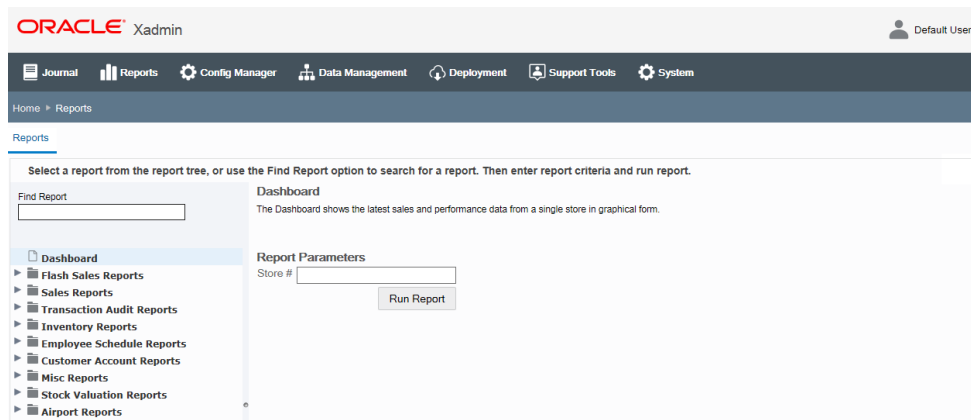 ORACLE Xadmin
Default User
Journal Reports Config Manager Data Management Deployment Support Tools System
Home Reports
Reports
Select a report from the report tree, or use the Find Report option to search for a report. Then enter report criteria and run report.
Find Report
Dashboard
Flash Sales Reports
Sales Reports
Transaction Audit Reports
Inventory Reports
Employee Schedule Reports
Customer Account Reports
Misc Reports
Stock Valuation Reports
Airport Reports
Dashboard
The Dashboard shows the latest sales and performance data from a single store in graphical form.
Report Parameters
Store #
Run Report